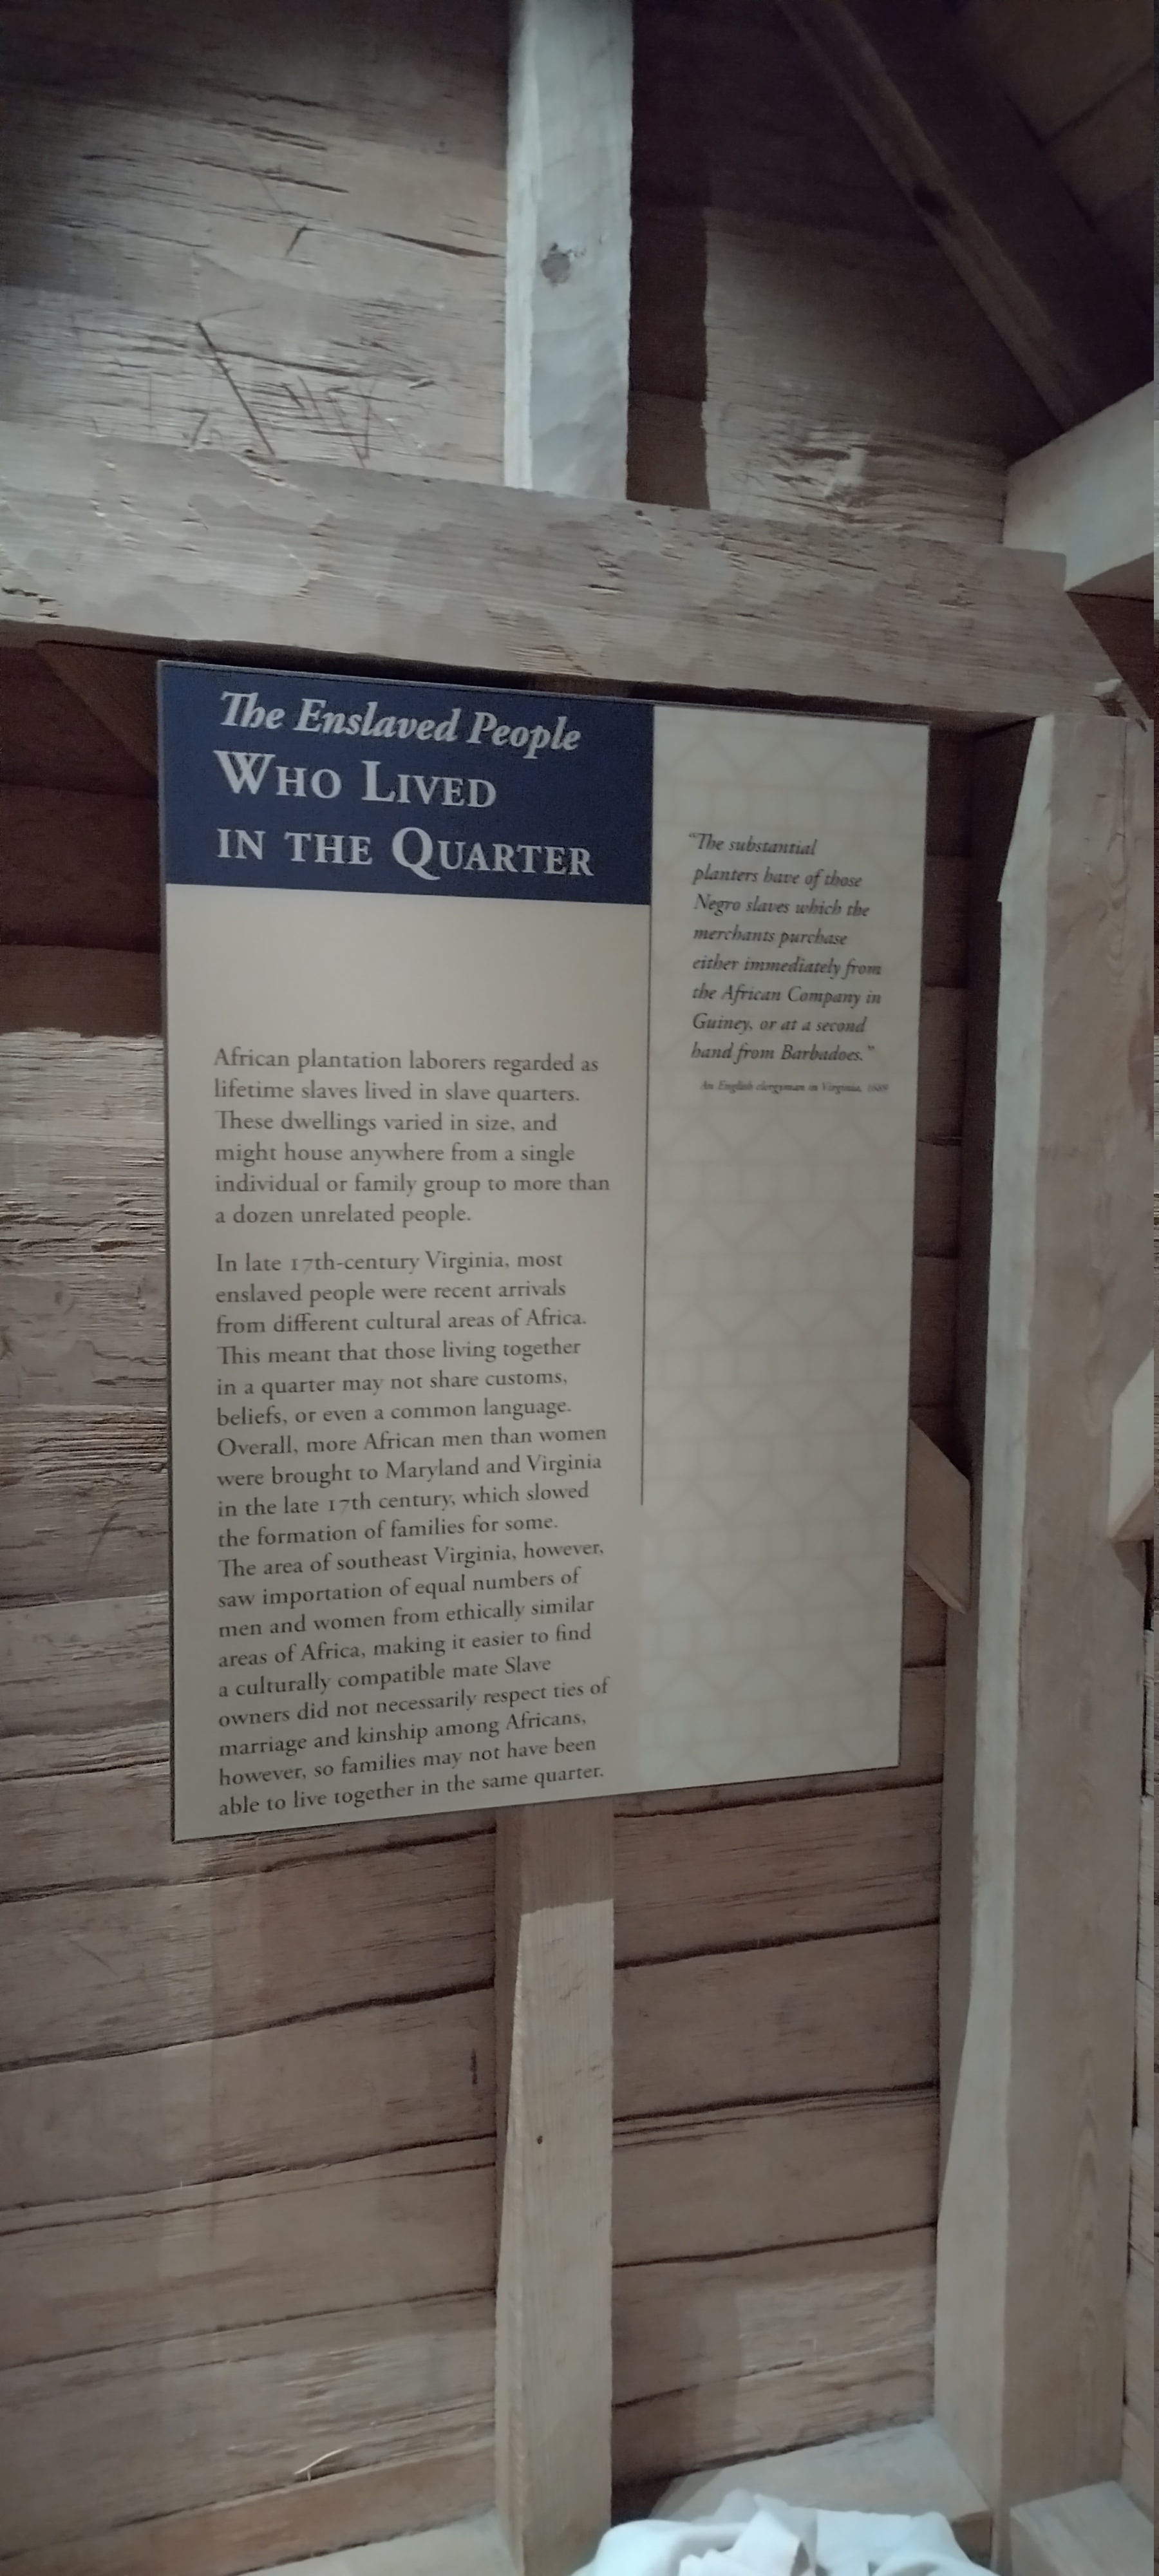 The Enslaved People
WHO LIVED
IN THE QUARTER
African plantation laborers regarded as
lifetime slaves lived in slave quarters.
These dwellings varied in size, and
might house anywhere from a single
individual or family group to more than
a dozen unrelated people.
In late 17th-century Virginia, most
enslaved people were recent arrivals
from different cultural areas of Africa.
This meant that those living together
in a quarter may not share customs,
beliefs, or even a common language.
Overall, more African men than women
were brought to Maryland and Virginia
in the late 17th century, which slowed
the formation of families for some.
The area of southeast Virginia, however,
saw importation of equal numbers of
men and women from ethically similar
areas of Africa, making it easier to find
a culturally compatible mate Slave
owners did not necessarily respect ties of
marriage and kinship among Africans,
however, so families may not have been
able to live together in the same quarter.
"The substantial
planters have of those
Negro slaves which the
merchants purchase
either immediately from
the African Company in
Guiney, or at a second
hand from Barbadoes."
An English clergyman in Virginia, 1689